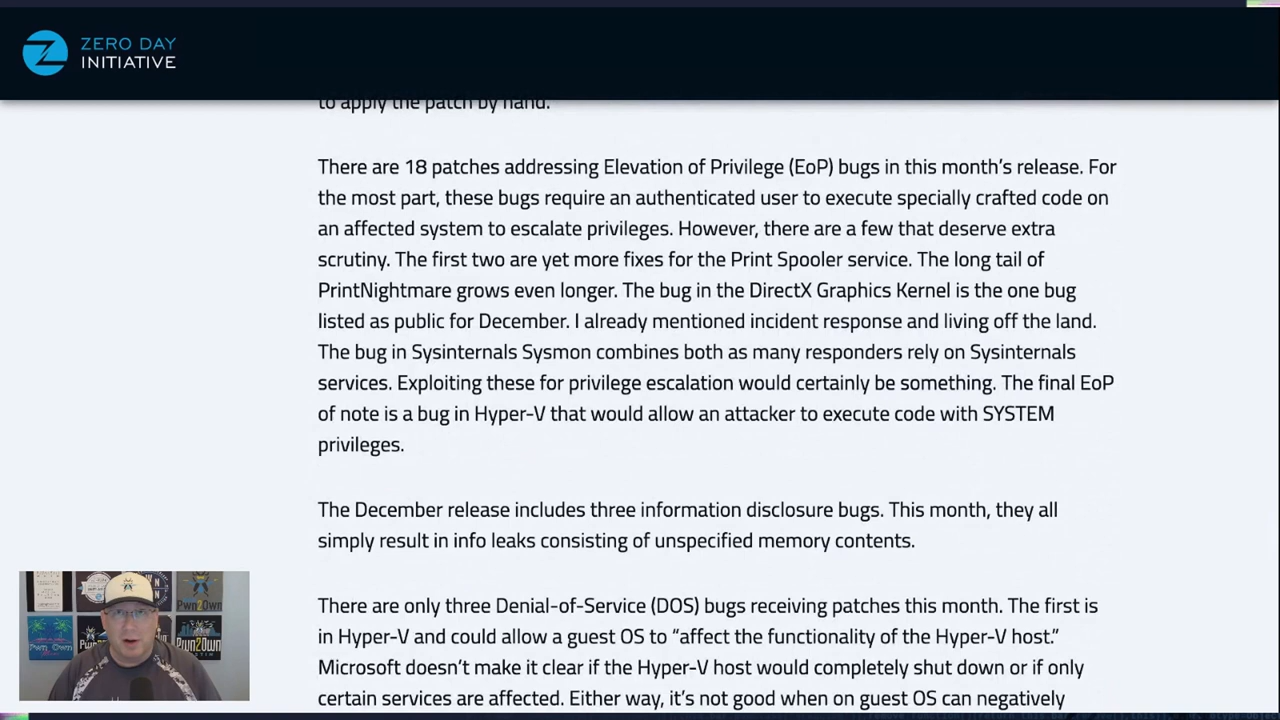 ZERO DAY
INITIATIVE
to apply the patch by hand.
There are 18 patches addressing Elevation of Privilege (EoP) bugs in this month's release. For
the most part, these bugs require an authenticated user to execute specially crafted code on
an affected system to escalate privileges. However, there are a few that deserve extra
scrutiny. The first two are yet more fixes for the Print Spooler service. The long tail of
PrintNightmare grows even longer. The bug in the DirectX Graphics Kernel is the one bug
listed as public for December. I already mentioned incident response and living off the land.
The bug in Sysinternals Sysmon combines both as many responders rely on Sysinternals
services. Exploiting these for privilege escalation would certainly be something. The final EoP
of note is a bug in Hyper-V that would allow an attacker to execute code with SYSTEM
privileges.
The December release includes three information disclosure bugs. This month, they all
simply result in info leaks consisting of unspecified memory contents.
There are only three Denial-of-Service (DOS) bugs receiving patches this month. The first is
in Hyper-V and could allow a guest OS to “affect the functionality of the Hyper-V host.”
Microsoft doesn't make it clear if the Hyper-V host would completely shut down or if only
certain services are affected. Either way, it's not good when on guest OS can negatively
Pwn2Own
Pwn Own
Pwn2Own